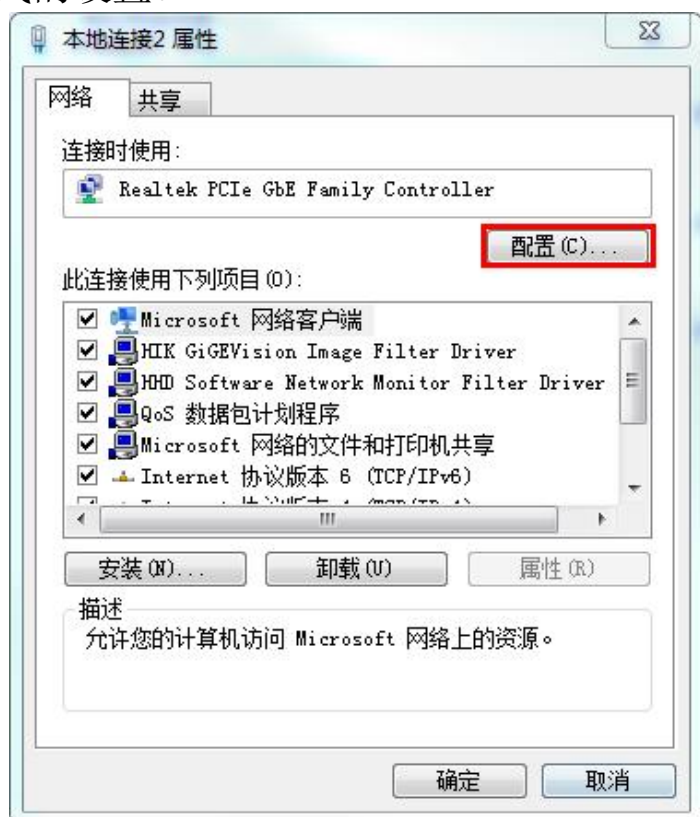 本地连接2 属性
网络
共享
连接时使用:
Realtek PCIe GbE Family Controller
配置(C)...
此连接使用下列项目(O):
Microsoft 网络客户端
HIK GiGEVision Image Filter Driver
HHD Software Network Monitor Filter Driver
QoS 数据包计划程序
Microsoft 网络的文件和打印机共享
Internet 协议版本 6 (TCP/IPv6)
安装(N)...
卸载(U)
属性(R)
描述
允许您的计算机访问 Microsoft 网络上的资源。
确定
取消